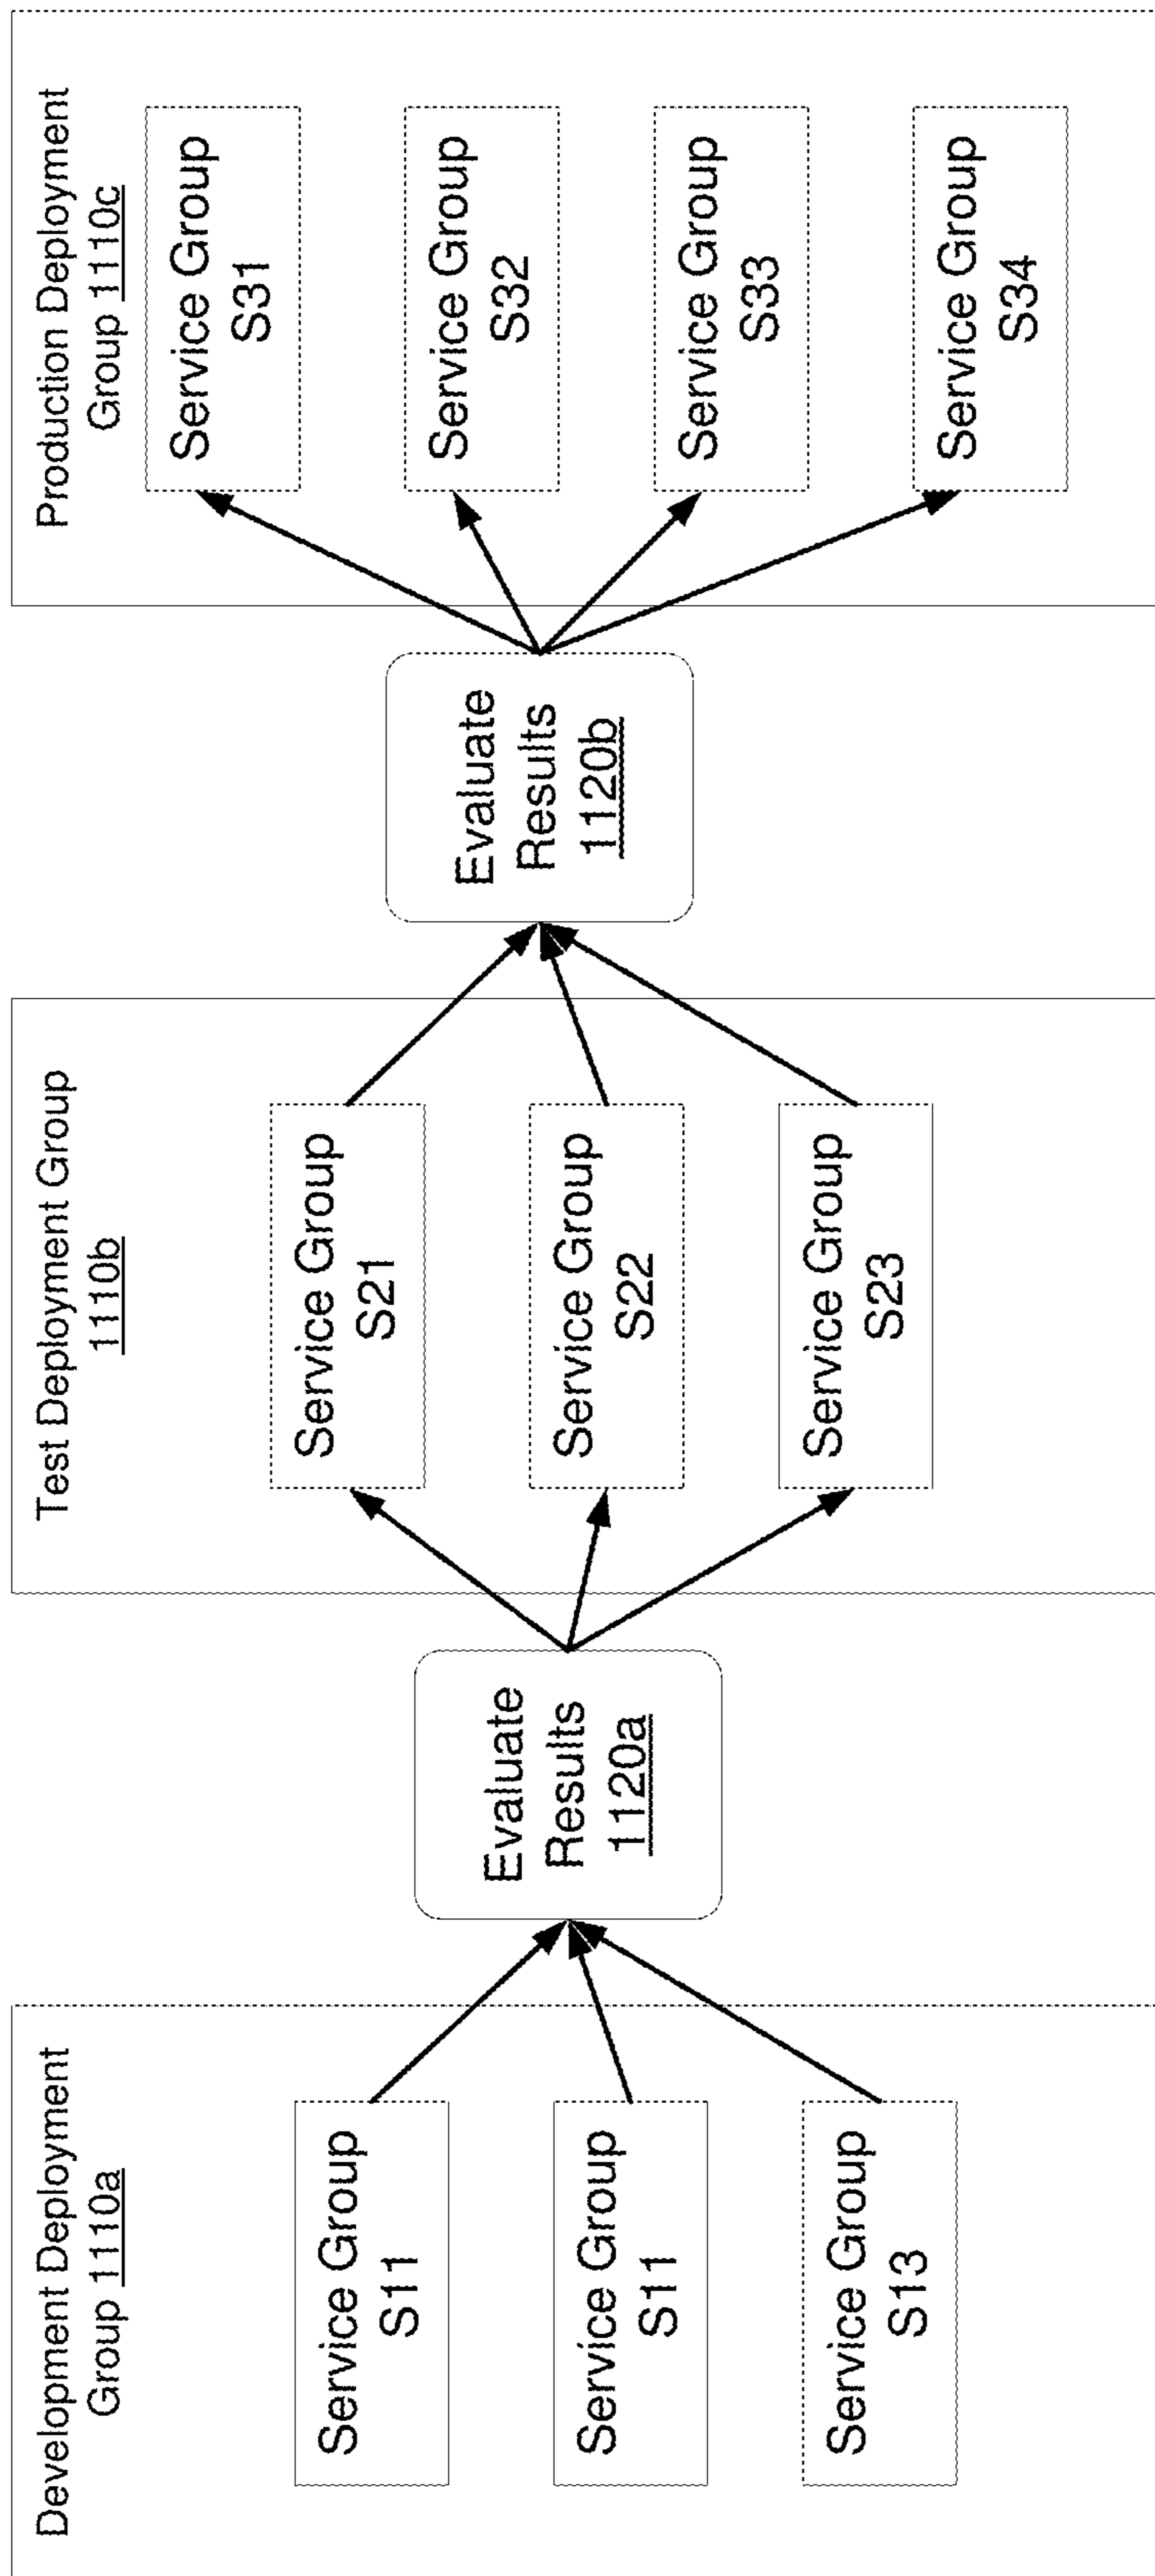 Development Deployment
Group 1110a
Service Group
S11
Service Group
S11
Service Group
S13
Evaluate
Results
1120a
Test Deployment Group
1110b
Service Group
S21
Service Group
S22
Service Group
S23
Evaluate
Results
1120b
Production Deployment
Group 1110c
Service Group
S31
Service Group
S32
Service Group
S33
Service Group
S34